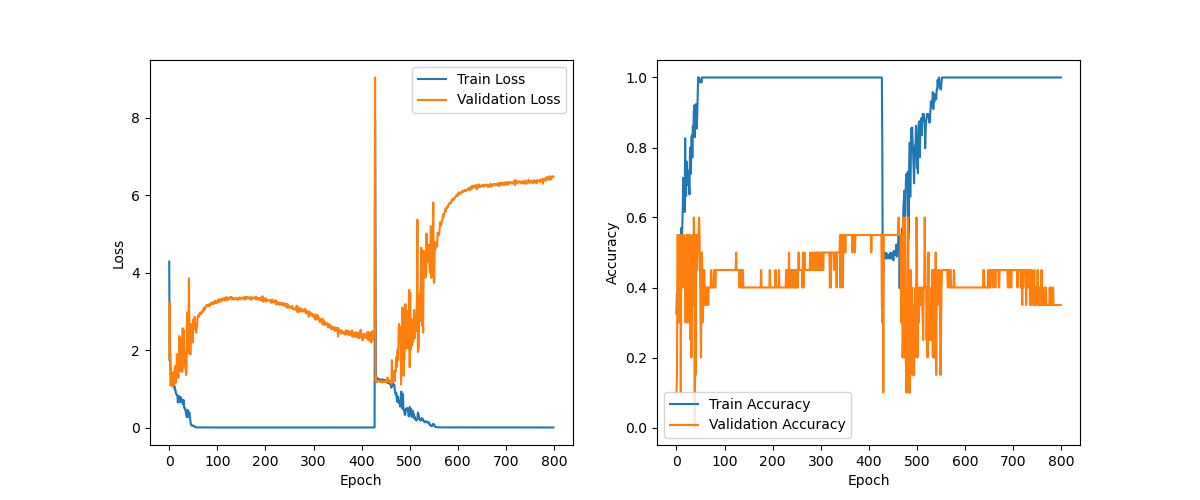 Train Loss
Validation Loss
8
6
4
2
0
Loss
0 100 200 300 400 500 600 700 800
Epoch
1.0
0.8
0.6
0.4
0.2
0.0
Accuracy
Train Accuracy
Validation Accuracy
0 100 200 300 400 500 600 700 800
Epoch